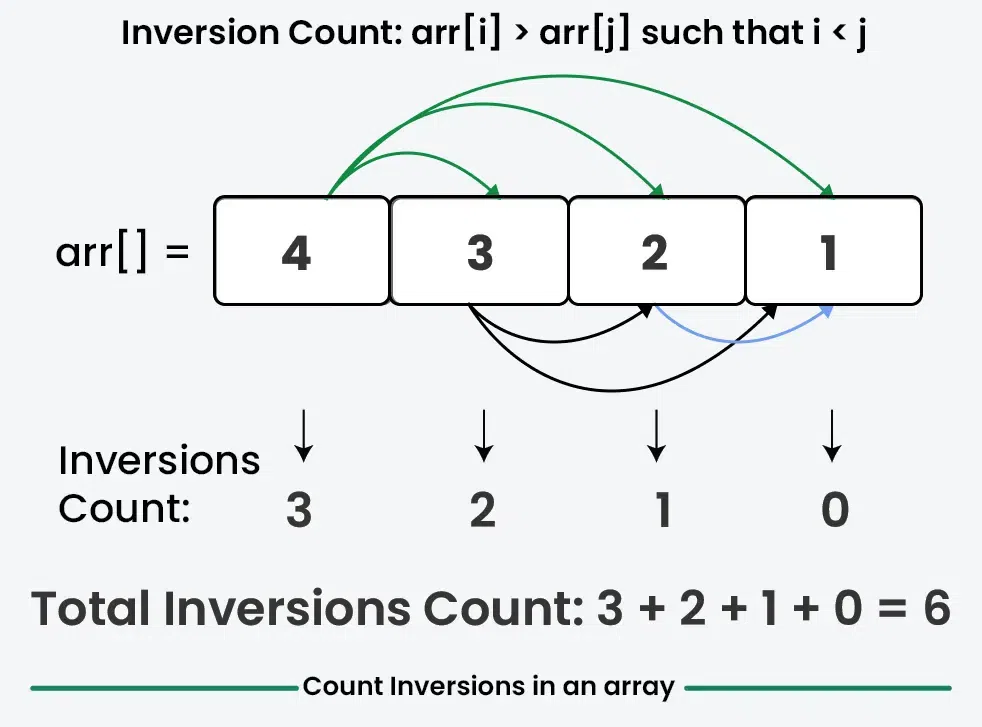 Inversion Count: arr[i] > arr[j] such that i < j
arr[] = 4 3 2 1
Inversions
Count: 3 2 1 0
Total Inversions Count: 3 + 2 + 1 + 0 = 6
Count Inversions in an array